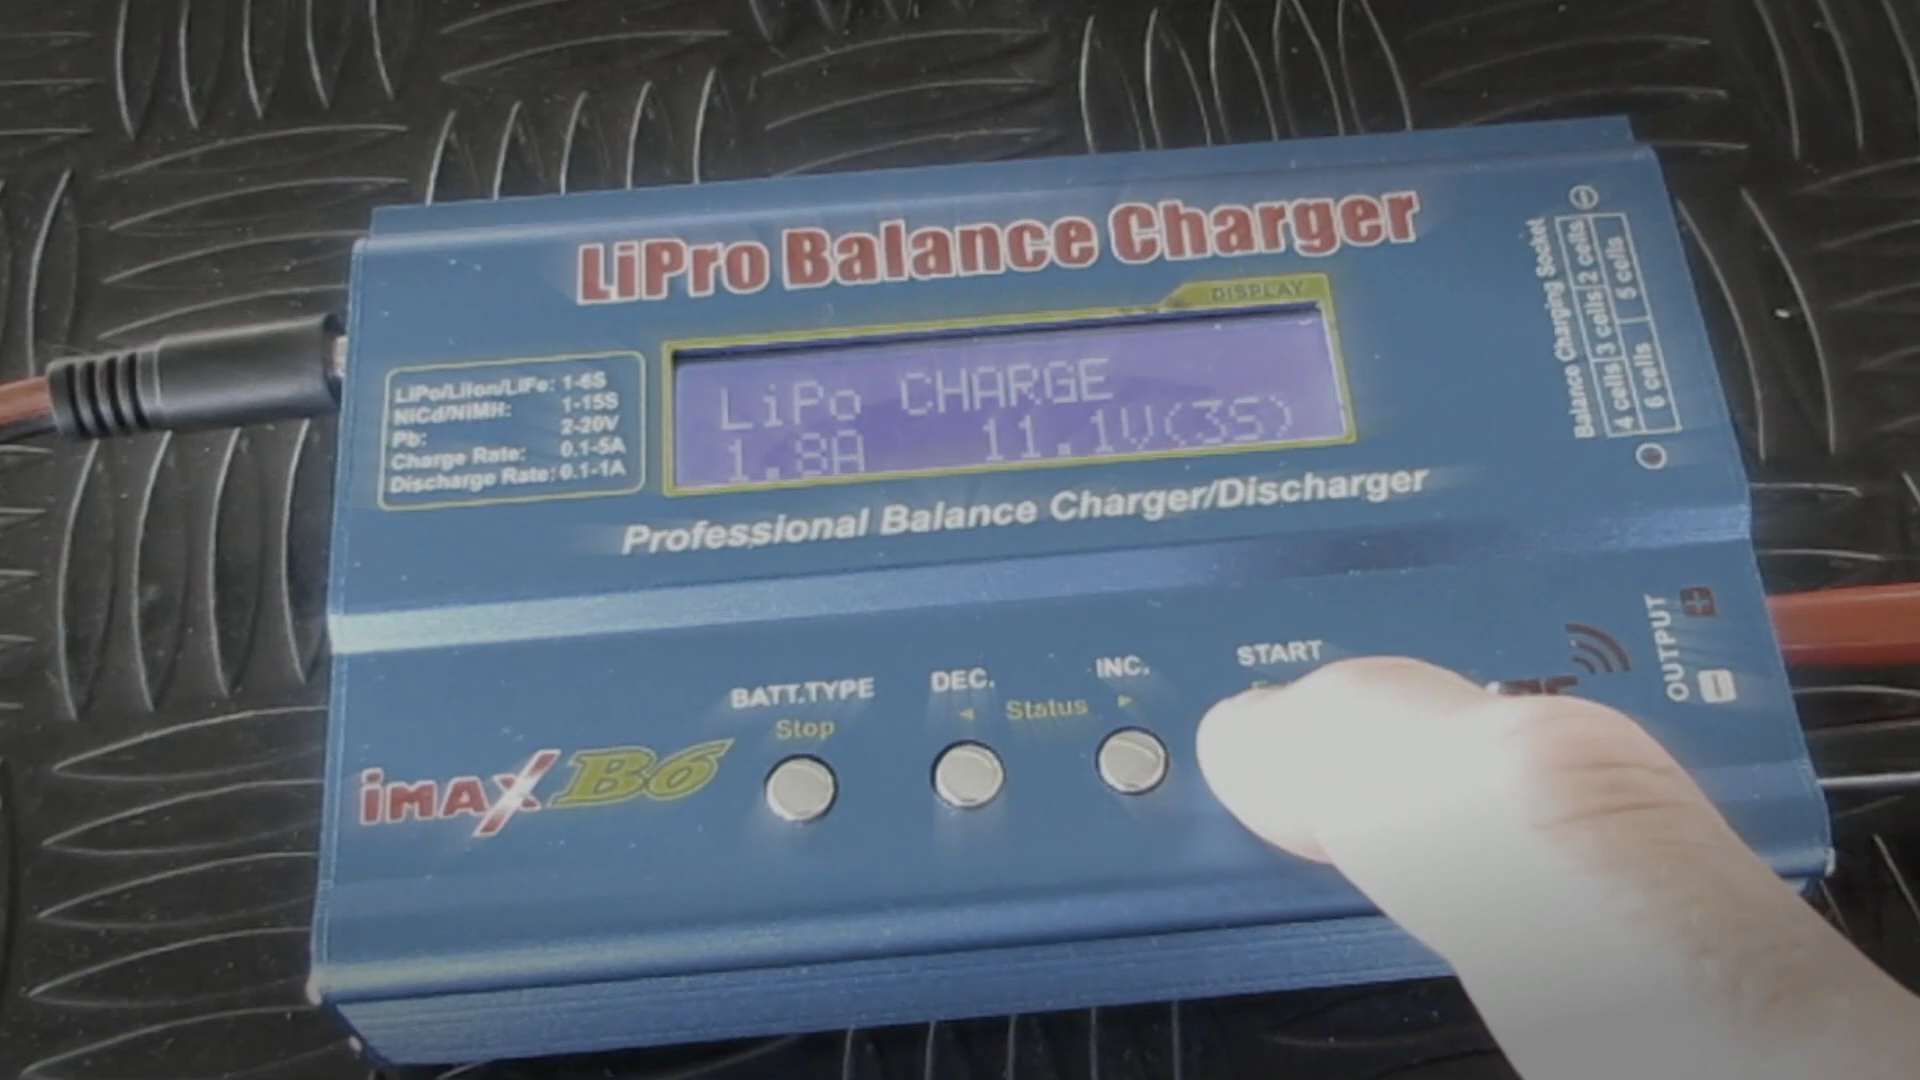 LiPro Balance Charger
DISPLAY
LiPo CHARGE
1.8A 11.1V(3S)
LiPo/LiIon/LiFe: 1-6S
NiCd/NiMH: 1-15S
Pb: 2-20V
Charge Rate: 0.1-5A
Discharge Rate: 0.1-1A
Professional Balance Charger/Discharger
Balance Charging Socket
4 cells 3 cells 2 cells
6 cells 5 cells
BATT.TYPE
Stop
DEC.
INC.
◄ Status ►
START
iMAX B6
OUTPUT
+
-